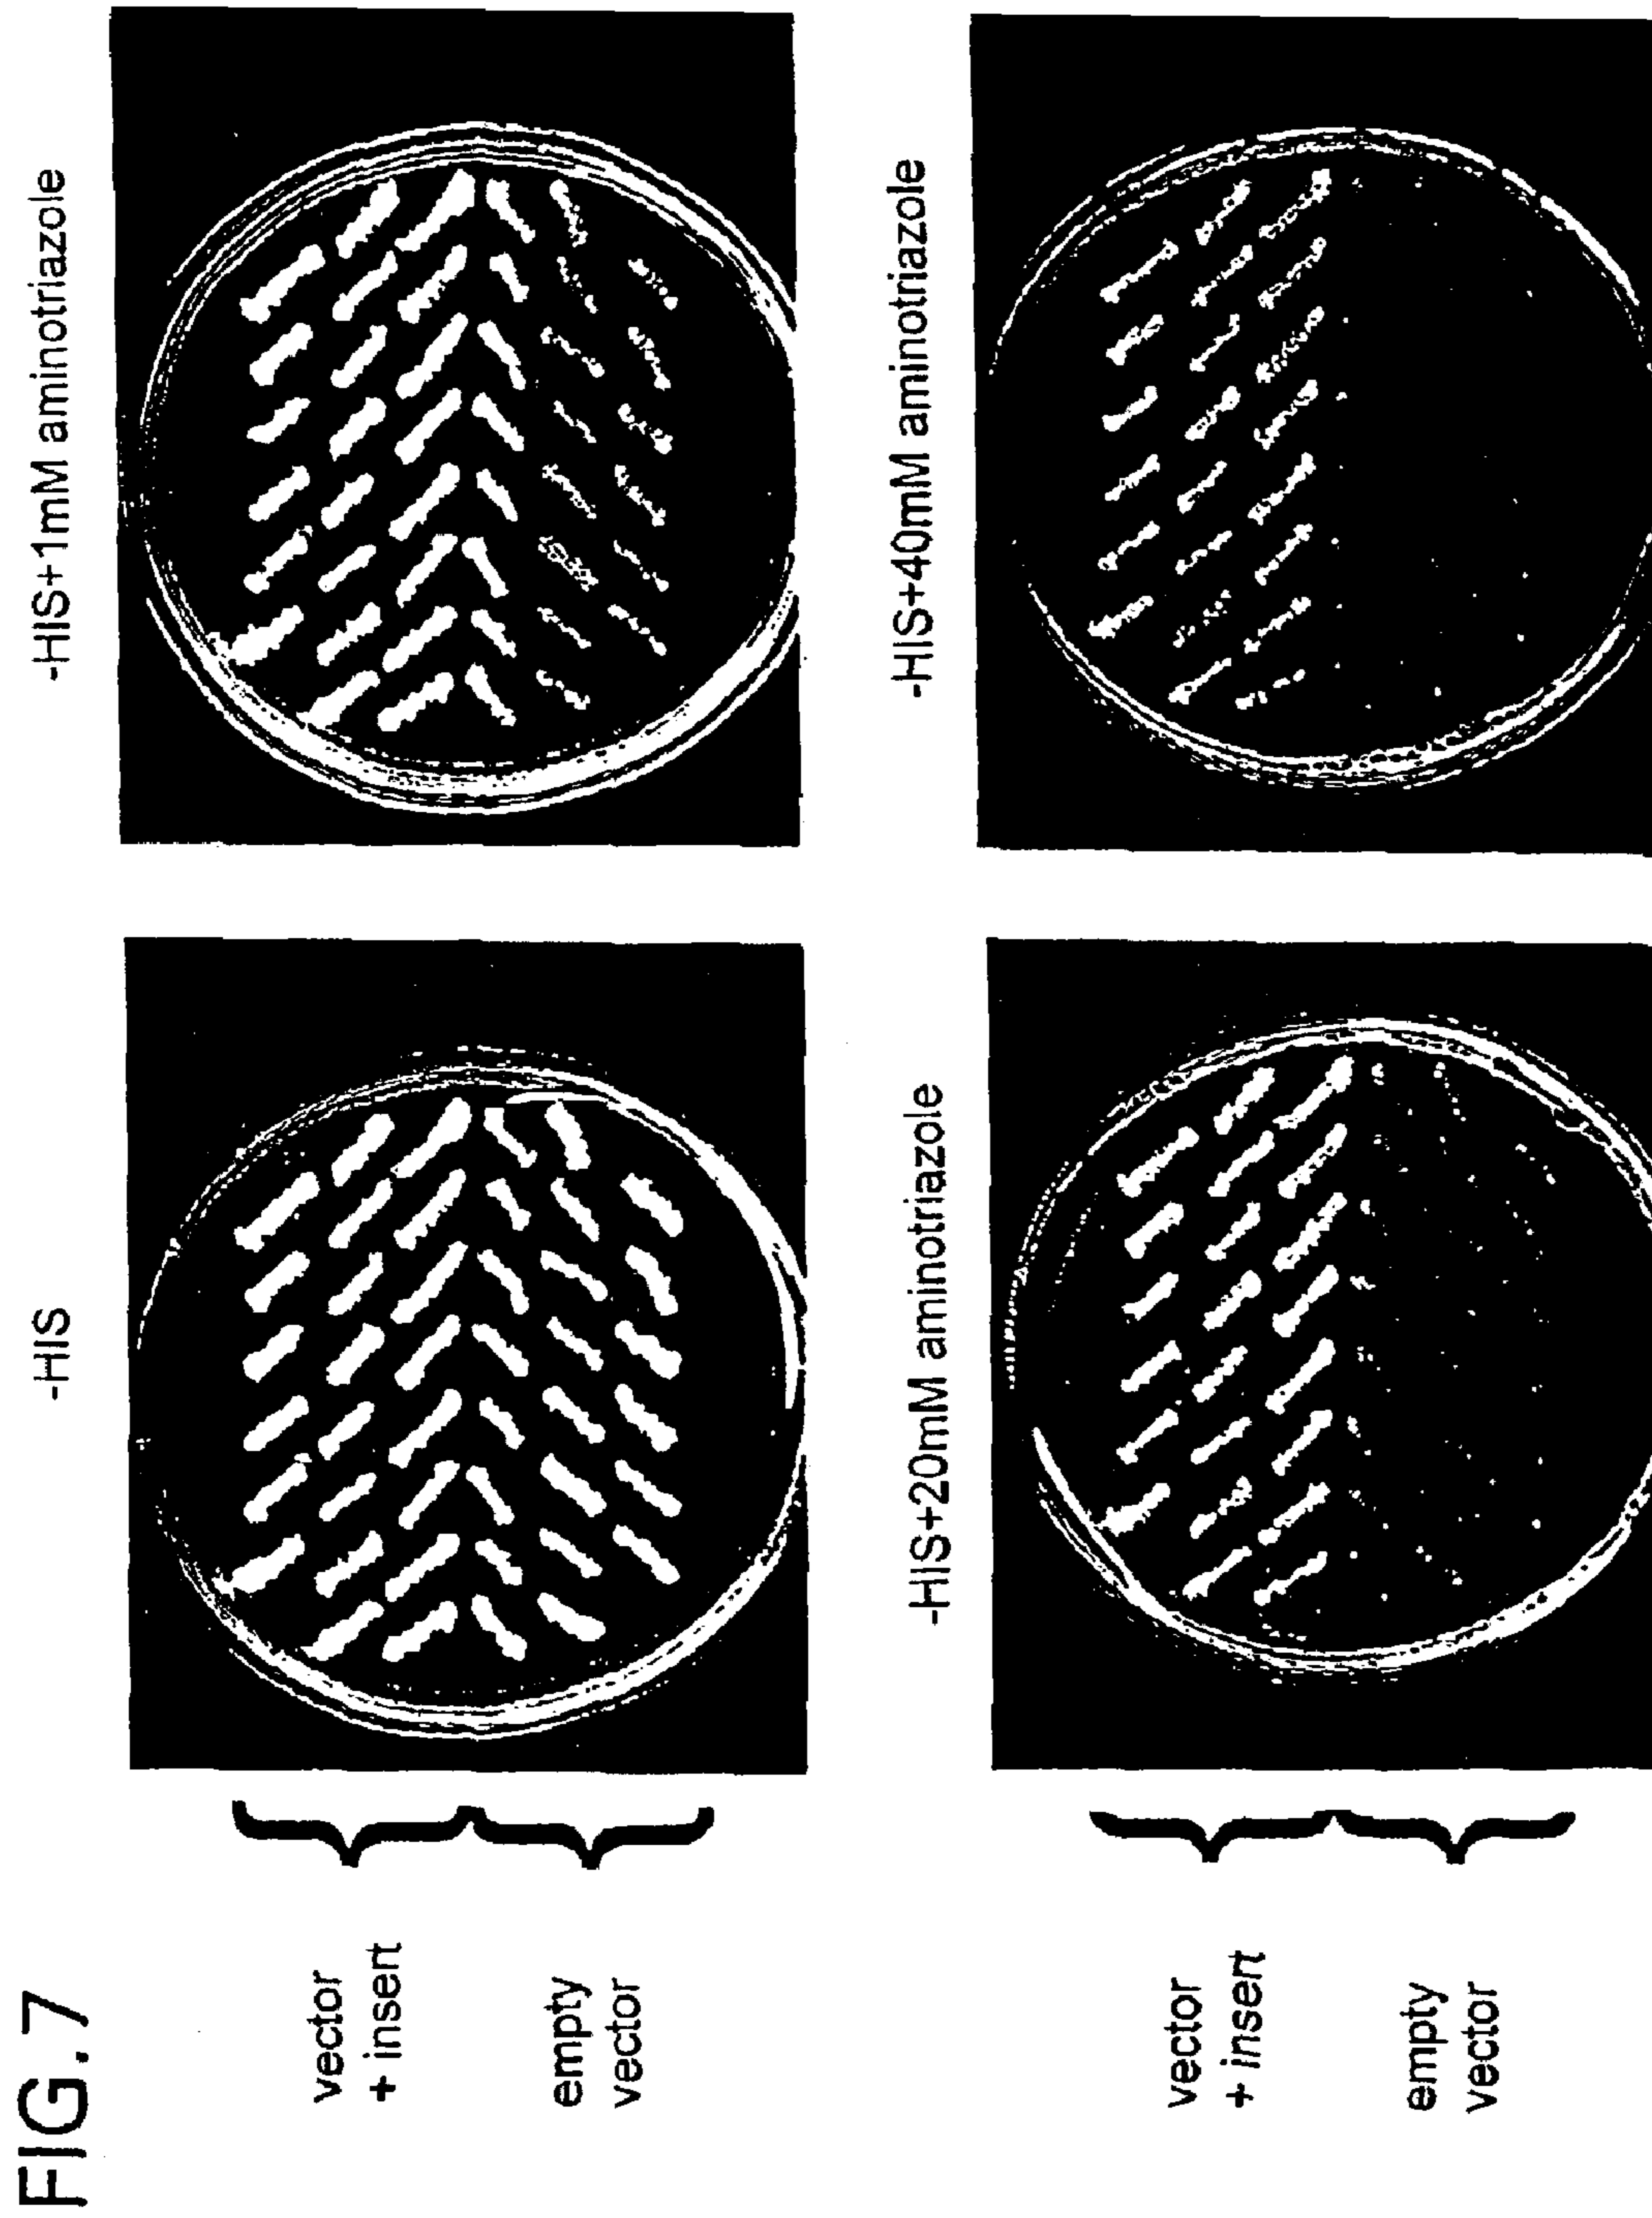 FIG.7
-HIS
-HIS+1mM aminotriazole
vector
+ insert
empty
vector
-HIS+20mM aminotriazole
-HIS+40mM aminotriazole
vector
+ insert
empty
vector